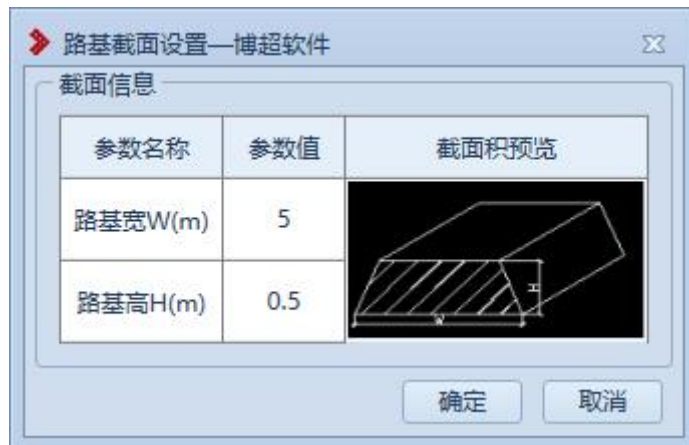 路基截面设置—博超软件
截面信息
参数名称 参数值 截面积预览
路基宽W(m) 5
路基高H(m) 0.5
H
W
确定 取消